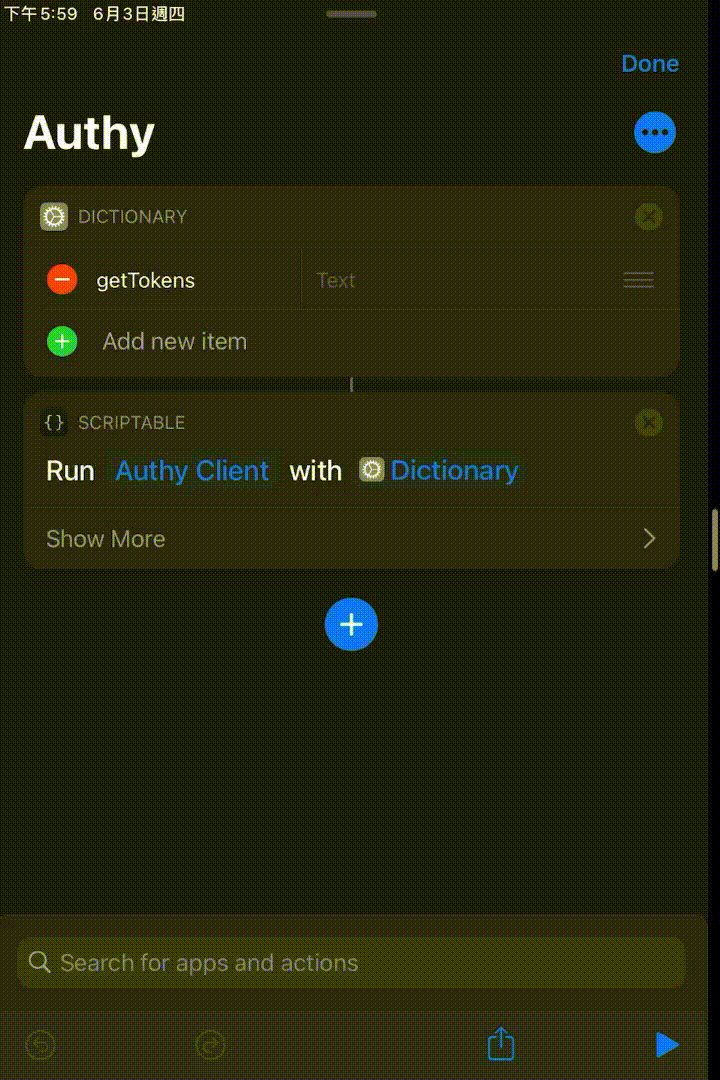 下午5:59 6月3日週四
Done
Authy
DICTIONARY
getTokens Text
Add new item
{} SCRIPTABLE
Run Authy Client with Dictionary
Show More
Search for apps and actions